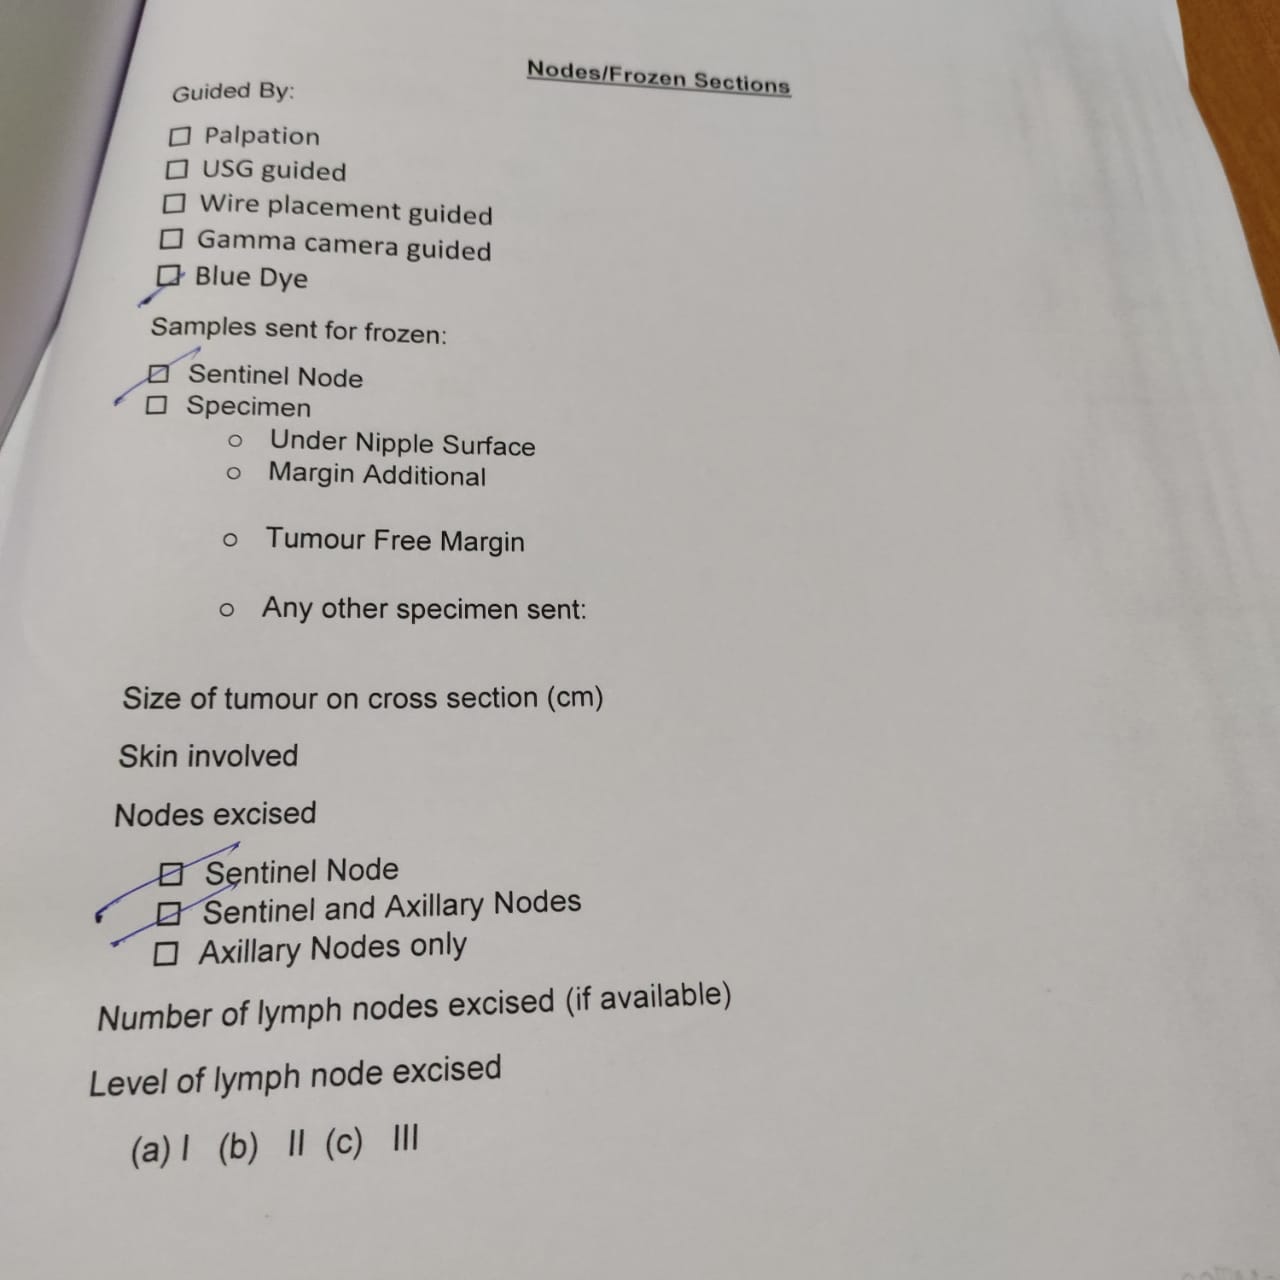 Nodes/Frozen Sections
Guided By:
☐ Palpation
☐ USG guided
☐ Wire placement guided
☐ Gamma camera guided
☑ Blue Dye
Samples sent for frozen:
☑ Sentinel Node
☐ Specimen
○ Under Nipple Surface
○ Margin Additional
○ Tumour Free Margin
○ Any other specimen sent:
Size of tumour on cross section (cm)
Skin involved
Nodes excised
☑ Sentinel Node
☑ Sentinel and Axillary Nodes
☐ Axillary Nodes only
Number of lymph nodes excised (if available)
Level of lymph node excised
(a) I (b) II (c) III